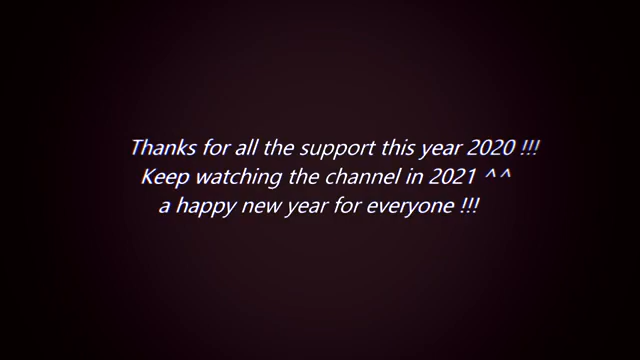 Thanks for all the support this year 2020 !!!
Keep watching the channel in 2021 ^^
a happy new year for everyone !!!